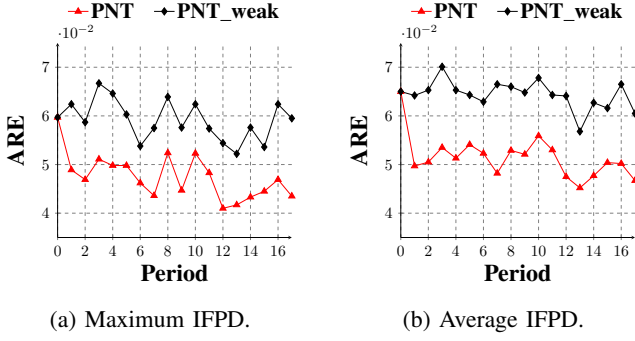 PNT PNT_weak
·10⁻²
7
6
5
4
ARE
0 2 4 6 8 10 12 14 16
Period
(a) Maximum IFPD.
PNT PNT_weak
·10⁻²
7
6
5
4
ARE
0 2 4 6 8 10 12 14 16
Period
(b) Average IFPD.